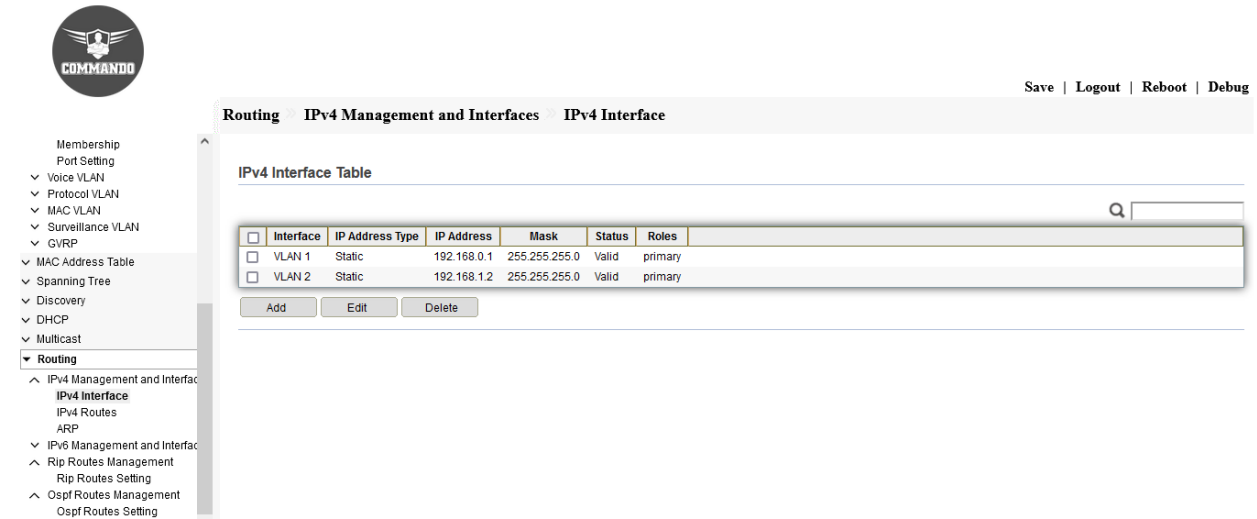 COMMANDO
Save | Logout | Reboot | Debug
Routing » IPv4 Management and Interfaces » IPv4 Interface
Membership
Port Setting
Voice VLAN
Protocol VLAN
MAC VLAN
Surveillance VLAN
GVRP
MAC Address Table
Spanning Tree
Discovery
DHCP
Multicast
Routing
IPv4 Management and Interfac
IPv4 Interface
IPv4 Routes
ARP
IPv6 Management and Interfac
Rip Routes Management
Rip Routes Setting
Ospf Routes Management
Ospf Routes Setting
IPv4 Interface Table
Interface IP Address Type IP Address Mask Status Roles
VLAN 1 Static 192.168.0.1 255.255.255.0 Valid primary
VLAN 2 Static 192.168.1.2 255.255.255.0 Valid primary
Add Edit Delete